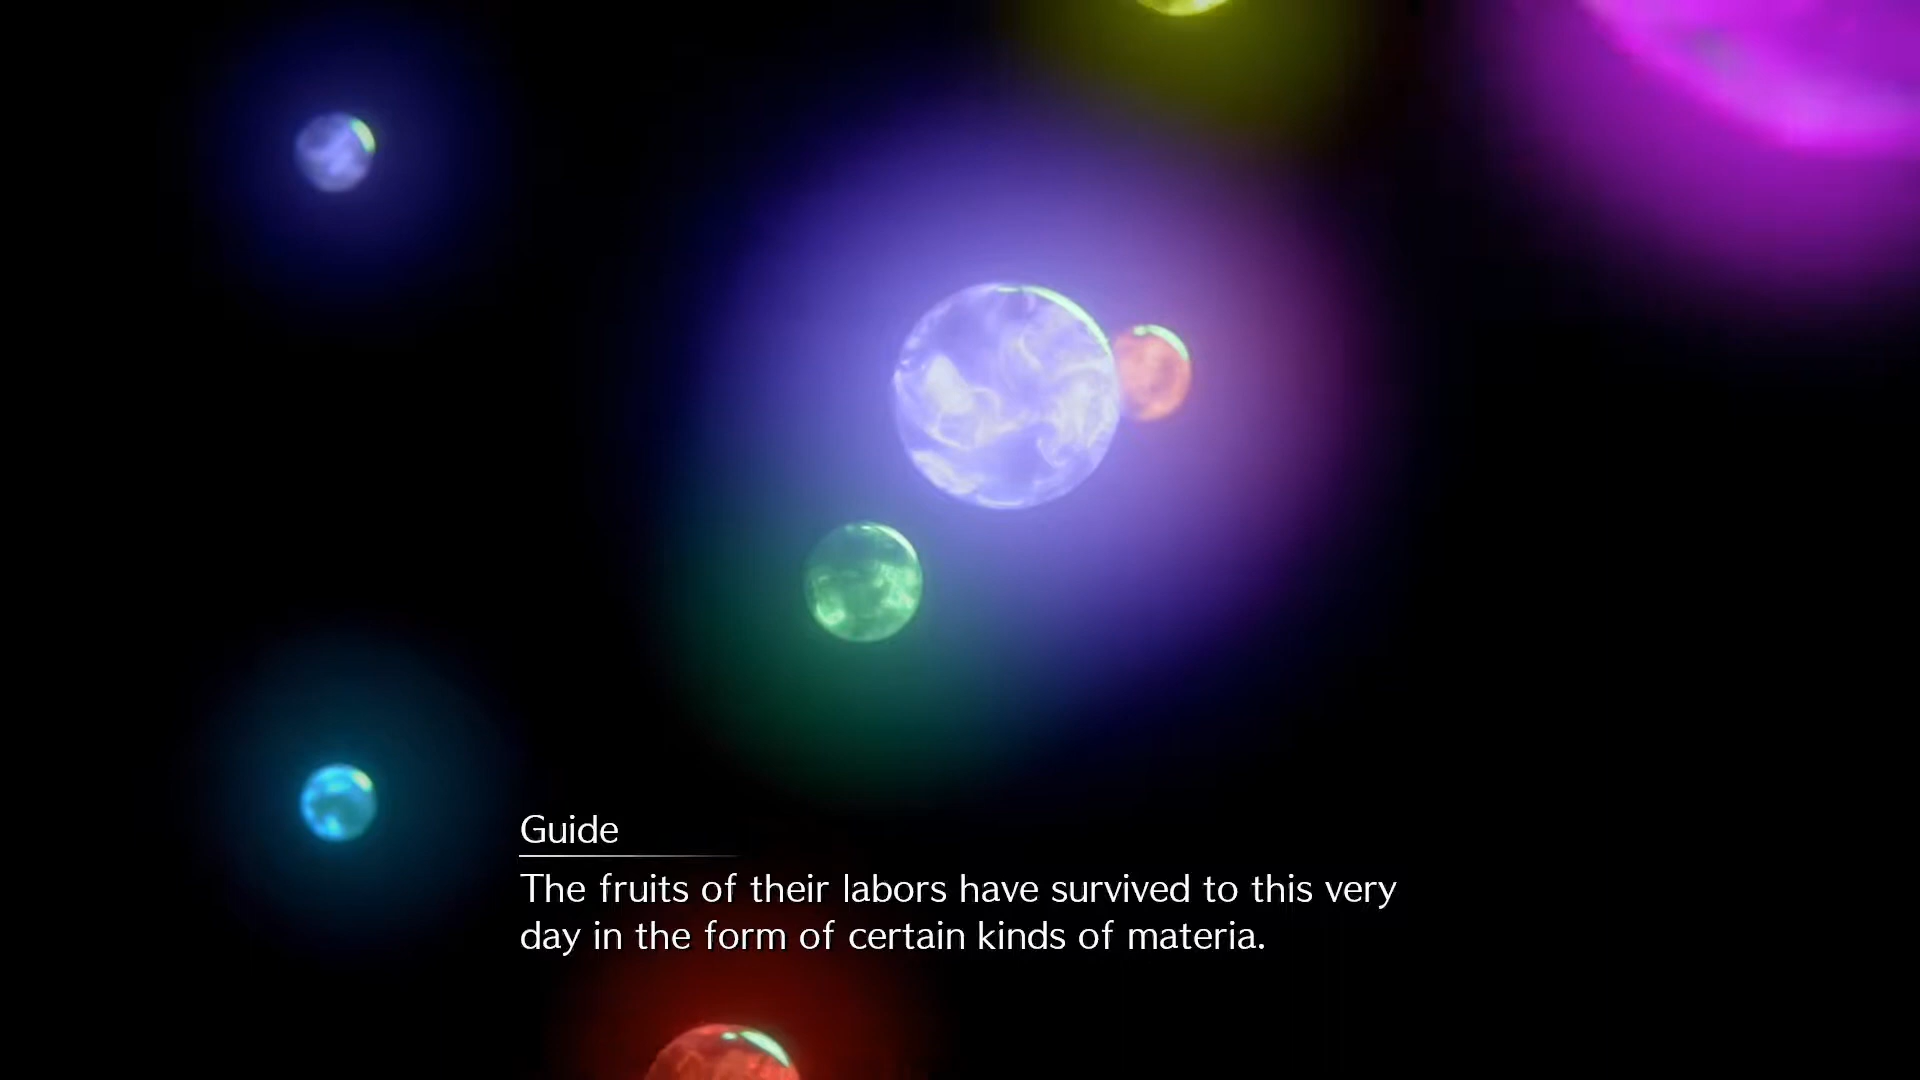 Guide
The fruits of their labors have survived to this very
day in the form of certain kinds of materia.